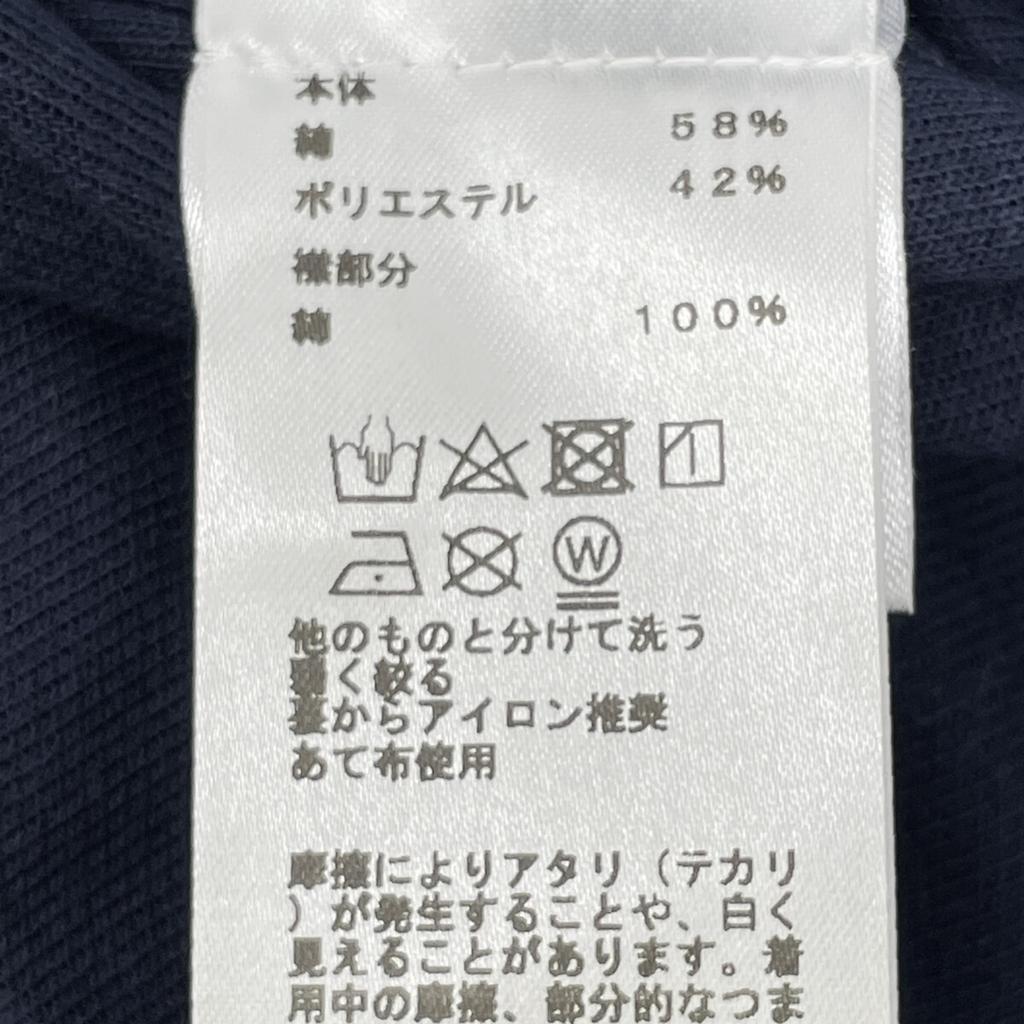 本体
綿 58%
ポリエステル 42%
襟部分
綿 100%
W
他のものと分けて洗う
弱く絞る
裏からアイロン推奨
あて布使用
摩擦によりアタリ（テカリ
）が発生することや、白く
見えることがあります。着
用中の摩擦、部分的なつま